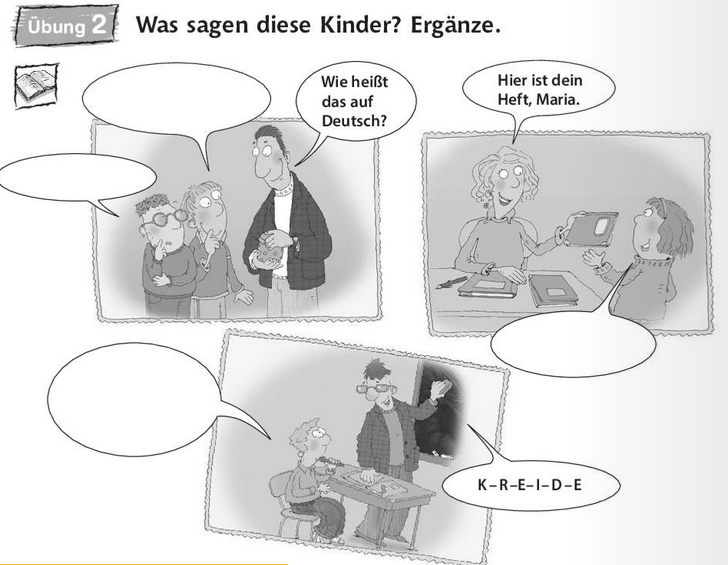 Übung 2 Was sagen diese Kinder? Ergänze.
Wie heißt
das auf
Deutsch?
Hier ist dein
Heft, Maria.
K–R–E–I–D–E